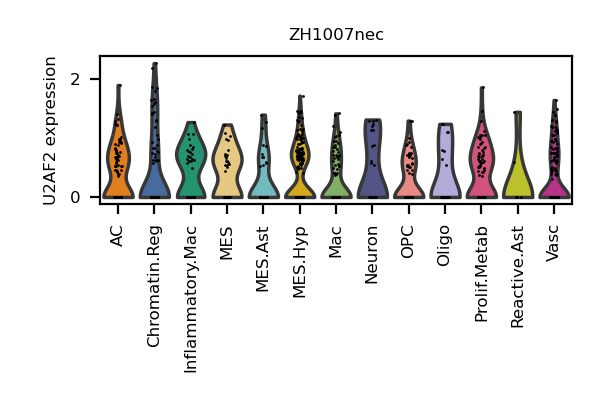 ZH1007nec
U2AF2 expression
2
0
AC
Chromatin.Reg
Inflammatory.Mac
MES
MES.Ast
MES.Hyp
Mac
Neuron
OPC
Oligo
Prolif.Metab
Reactive.Ast
Vasc